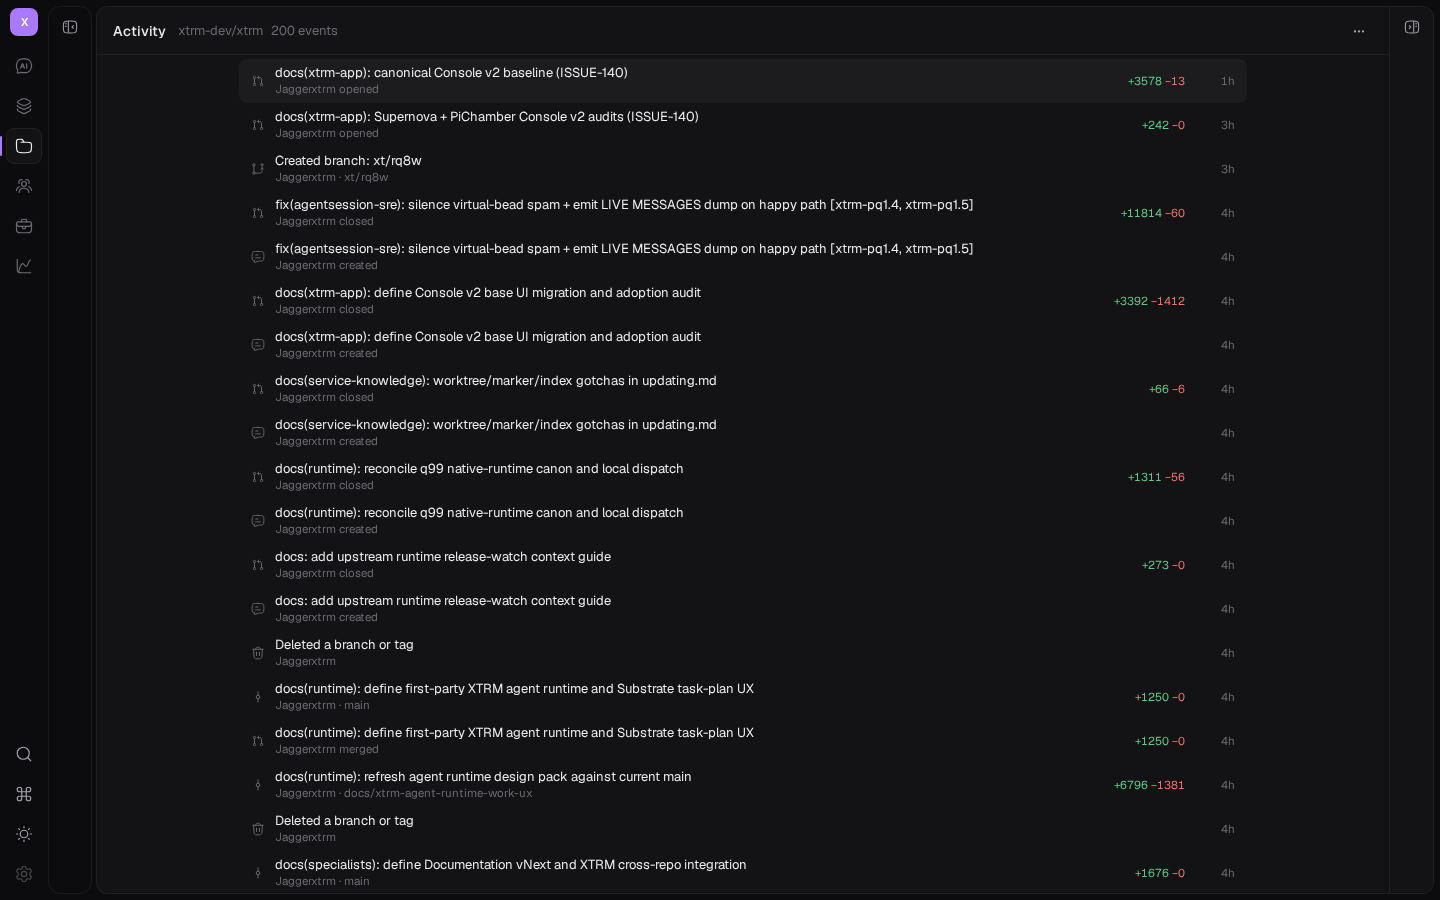 X
Activity xtrm-dev/xtrm 200 events
AI
docs(xtrm-app): canonical Console v2 baseline (ISSUE-140)
Jaggerxtrm opened
+3578 −13 1h
docs(xtrm-app): Supernova + PiChamber Console v2 audits (ISSUE-140)
Jaggerxtrm opened
+242 −0 3h
Created branch: xt/rq8w
Jaggerxtrm · xt/rq8w
3h
fix(agentsession-sre): silence virtual-bead spam + emit LIVE MESSAGES dump on happy path [xtrm-pq1.4, xtrm-pq1.5]
Jaggerxtrm closed
+11814 −60 4h
fix(agentsession-sre): silence virtual-bead spam + emit LIVE MESSAGES dump on happy path [xtrm-pq1.4, xtrm-pq1.5]
Jaggerxtrm created
4h
docs(xtrm-app): define Console v2 base UI migration and adoption audit
Jaggerxtrm closed
+3392 −1412 4h
docs(xtrm-app): define Console v2 base UI migration and adoption audit
Jaggerxtrm created
4h
docs(service-knowledge): worktree/marker/index gotchas in updating.md
Jaggerxtrm closed
+66 −6 4h
docs(service-knowledge): worktree/marker/index gotchas in updating.md
Jaggerxtrm created
4h
docs(runtime): reconcile q99 native-runtime canon and local dispatch
Jaggerxtrm closed
+1311 −56 4h
docs(runtime): reconcile q99 native-runtime canon and local dispatch
Jaggerxtrm created
4h
docs: add upstream runtime release-watch context guide
Jaggerxtrm closed
+273 −0 4h
docs: add upstream runtime release-watch context guide
Jaggerxtrm created
4h
Deleted a branch or tag
Jaggerxtrm
4h
docs(runtime): define first-party XTRM agent runtime and Substrate task-plan UX
Jaggerxtrm · main
+1250 −0 4h
docs(runtime): define first-party XTRM agent runtime and Substrate task-plan UX
Jaggerxtrm merged
+1250 −0 4h
docs(runtime): refresh agent runtime design pack against current main
Jaggerxtrm · docs/xtrm-agent-runtime-work-ux
+6796 −1381 4h
Deleted a branch or tag
Jaggerxtrm
4h
docs(specialists): define Documentation vNext and XTRM cross-repo integration
Jaggerxtrm · main
+1676 −0 4h